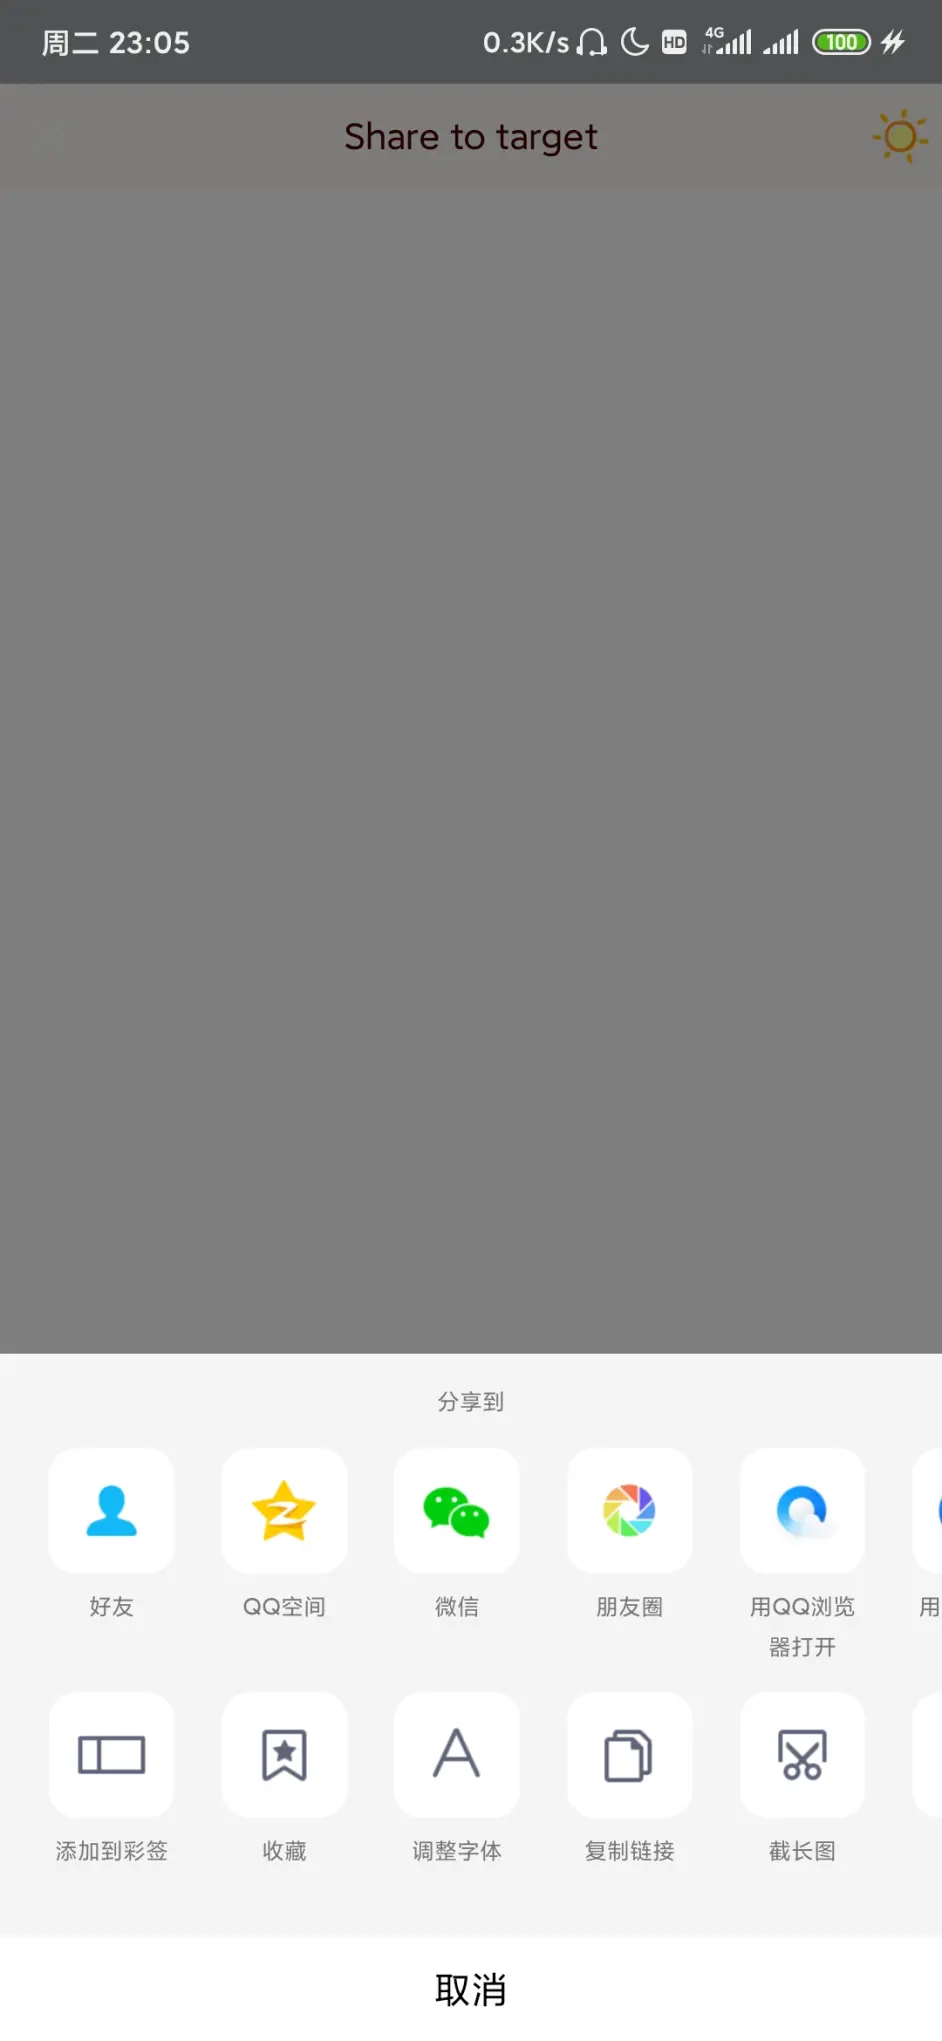 周二 23:05
0.3K/s HD 4G 100
Share to target
分享到
好友
QQ空间
微信
朋友圈
用QQ浏览
器打开
用
添加到彩签
收藏
调整字体
复制链接
截长图
取消